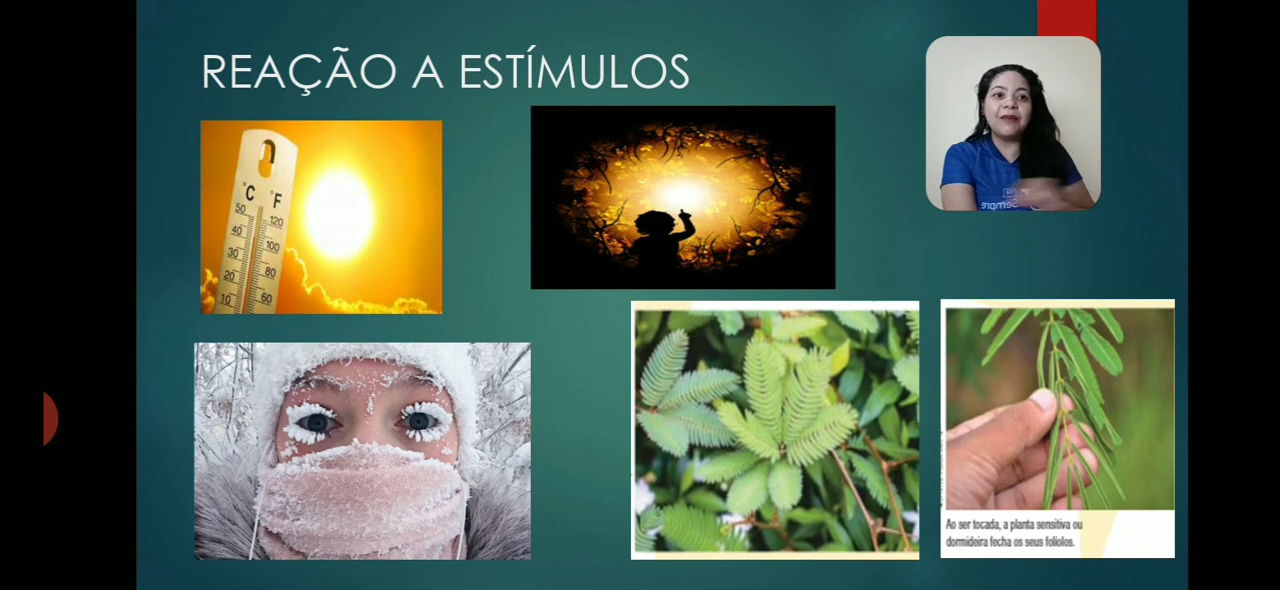 REAÇÃO A ESTÍMULOS
°C °F
50 120
40 100
30 80
20 60
10
Sempre
Ao ser tocada, a planta sensitiva ou
dormideira fecha os seus folíolos.